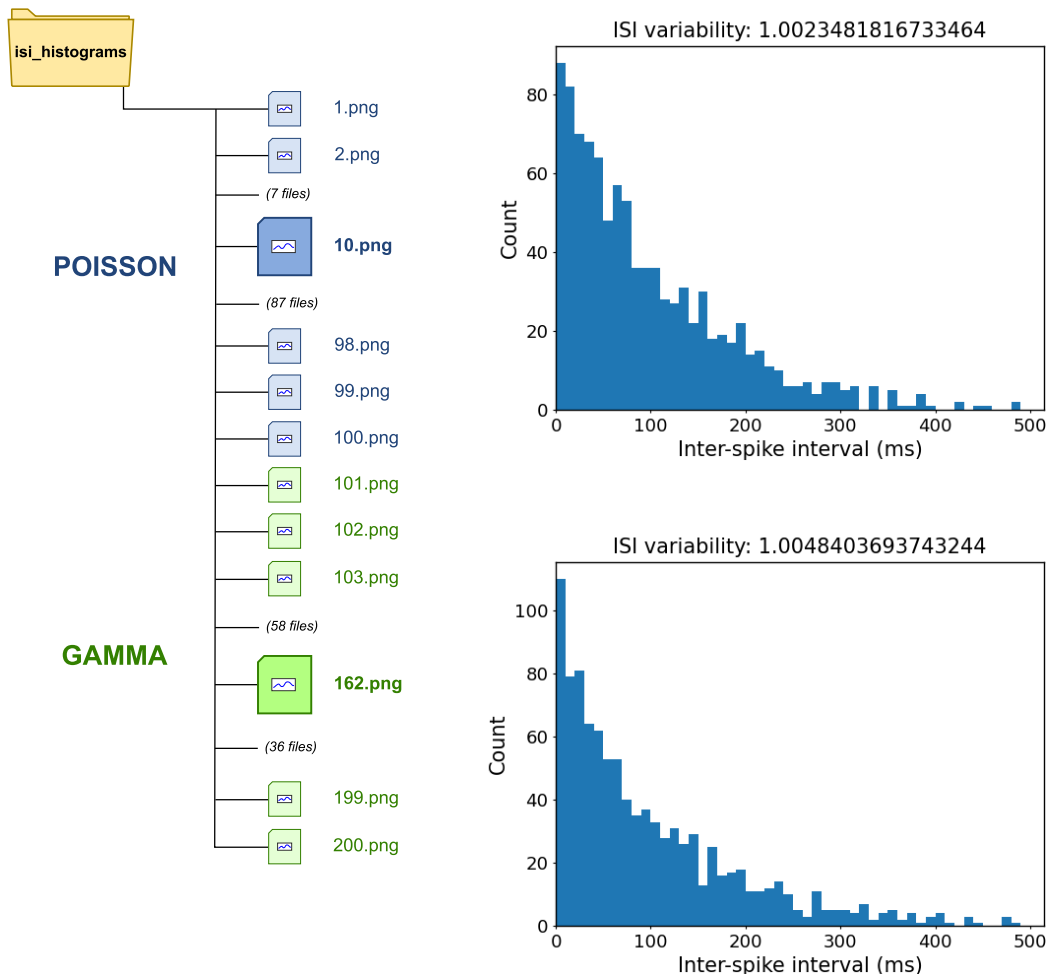 isi_histograms
1.png
2.png
(7 files)
POISSON
10.png
(87 files)
98.png
99.png
100.png
101.png
102.png
103.png
(58 files)
GAMMA
162.png
(36 files)
199.png
200.png
ISI variability: 1.0023481816733464
Count
80
60
40
20
0
0 100 200 300 400 500
Inter-spike interval (ms)
ISI variability: 1.0048403693743244
Count
100
80
60
40
20
0
0 100 200 300 400 500
Inter-spike interval (ms)